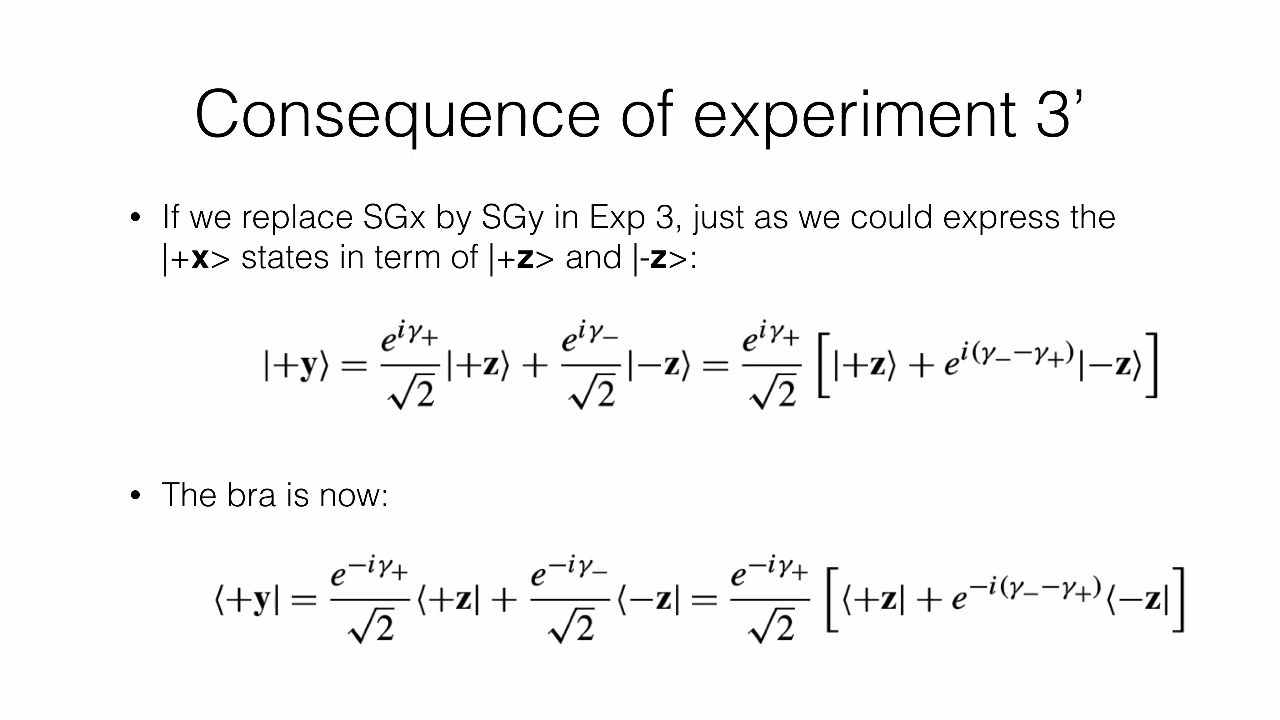 Consequence of experiment 3’
• If we replace SGx by SGy in Exp 3, just as we could express the
|+x> states in term of |+z> and |-z>:
|+y⟩ = e^{iγ₊}/√2 |+z⟩ + e^{iγ₋}/√2 |−z⟩ = e^{iγ₊}/√2 [|+z⟩ + e^{i(γ₋−γ₊)}|−z⟩]
• The bra is now:
⟨+y| = e^{−iγ₊}/√2 ⟨+z| + e^{−iγ₋}/√2 ⟨−z| = e^{−iγ₊}/√2 [⟨+z| + e^{−i(γ₋−γ₊)}⟨−z|]